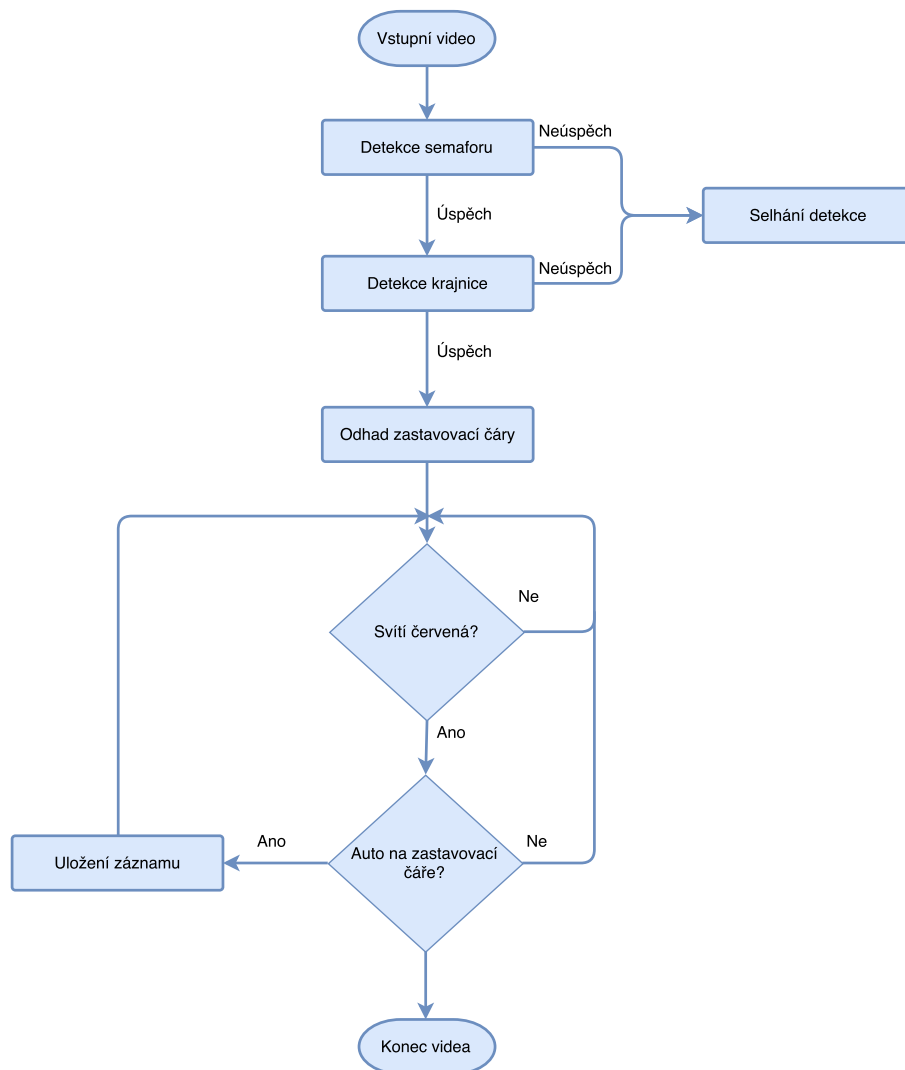 Vstupní video
Neúspěch
Detekce semaforu
Selhání detekce
Úspěch
Neúspěch
Detekce krajnice
Úspěch
Odhad zastavovací čáry
Ne
Svítí červená?
Ano
Ano
Ne
Auto na zastavovací
čáře?
Uložení záznamu
Konec videa